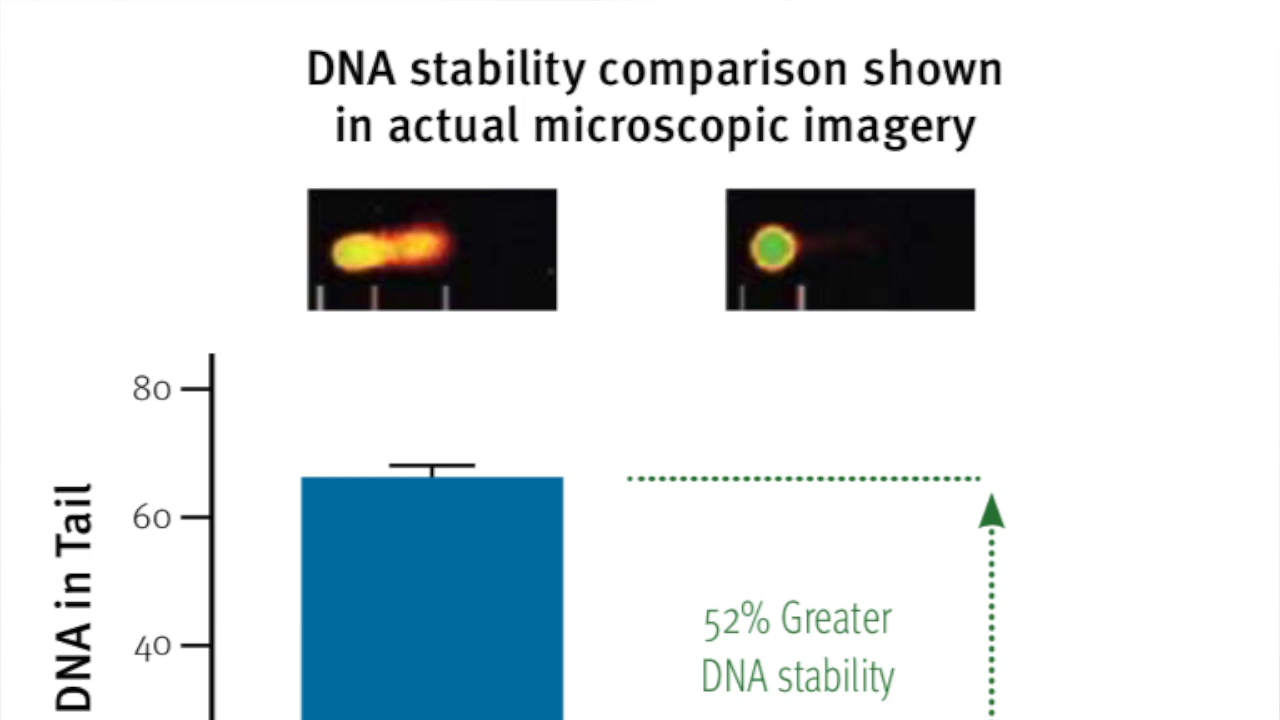 DNA stability comparison shown
in actual microscopic imagery
80
60
40
DNA in Tail
52% Greater
DNA stability